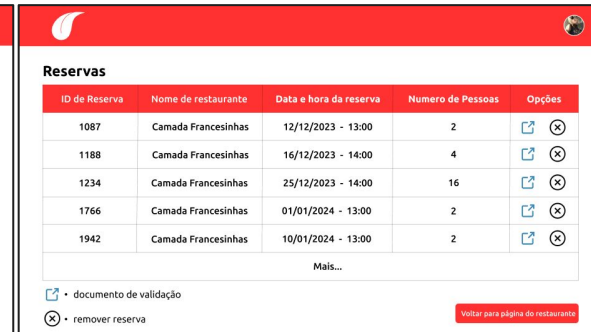 Reservas
ID de Reserva Nome de restaurante Data e hora da reserva Numero de Pessoas Opções
1087 Camada Francesinhas 12/12/2023 - 13:00 2
1188 Camada Francesinhas 16/12/2023 - 14:00 4
1234 Camada Francesinhas 25/12/2023 - 14:00 16
1766 Camada Francesinhas 01/01/2024 - 13:00 2
1942 Camada Francesinhas 10/01/2024 - 13:00 2
Mais...
• documento de validação
• remover reserva
Voltar para página do restaurante